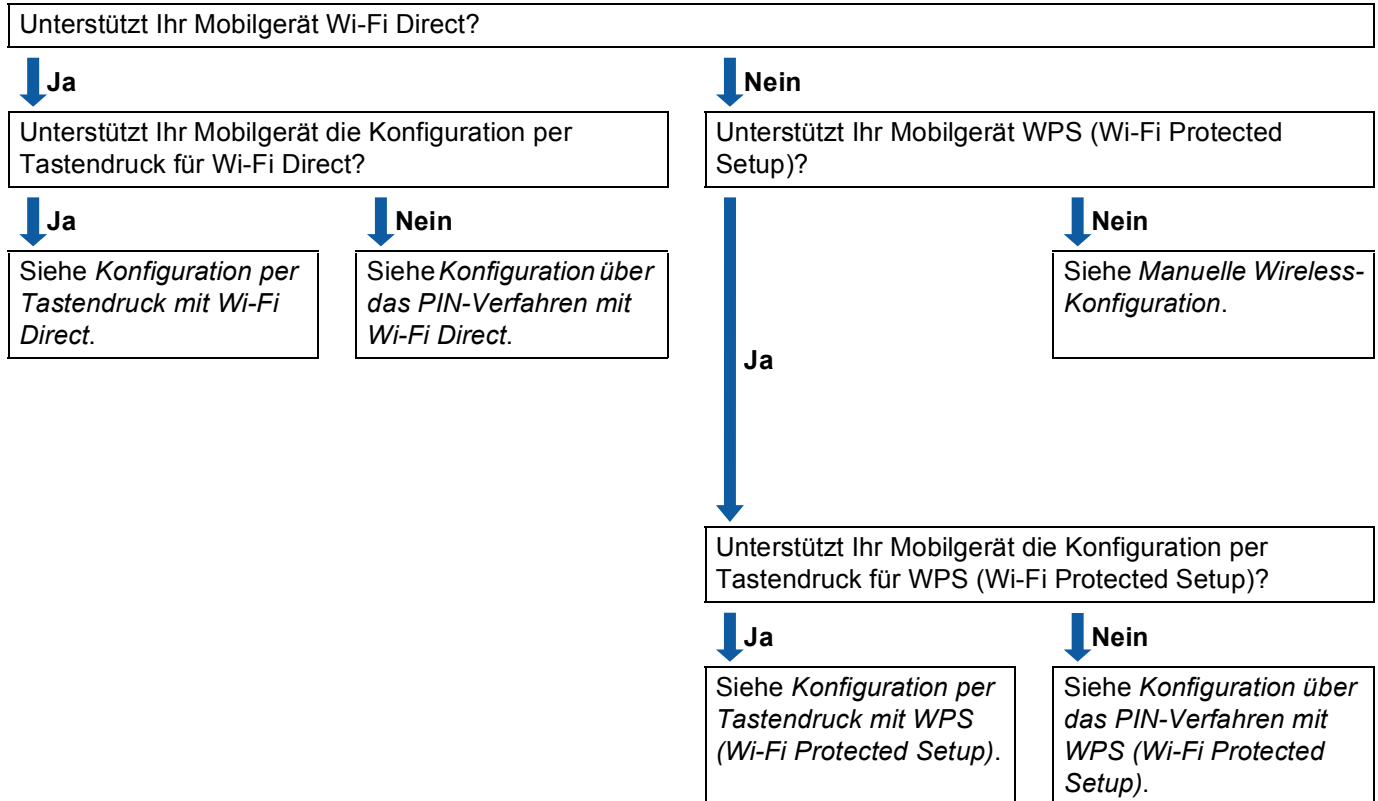 Unterstützt Ihr Mobilgerät Wi-Fi Direct?
Ja
Nein
Unterstützt Ihr Mobilgerät die Konfiguration per
Tastendruck für Wi-Fi Direct?
Unterstützt Ihr Mobilgerät WPS (Wi-Fi Protected
Setup)?
Ja
Nein
Nein
Siehe Konfiguration per
Tastendruck mit Wi-Fi
Direct.
Siehe Konfiguration über
das PIN-Verfahren mit
Wi-Fi Direct.
Siehe Manuelle Wireless-
Konfiguration.
Ja
Unterstützt Ihr Mobilgerät die Konfiguration per
Tastendruck für WPS (Wi-Fi Protected Setup)?
Ja
Nein
Siehe Konfiguration per
Tastendruck mit WPS
(Wi-Fi Protected Setup).
Siehe Konfiguration über
das PIN-Verfahren mit
WPS (Wi-Fi Protected
Setup).